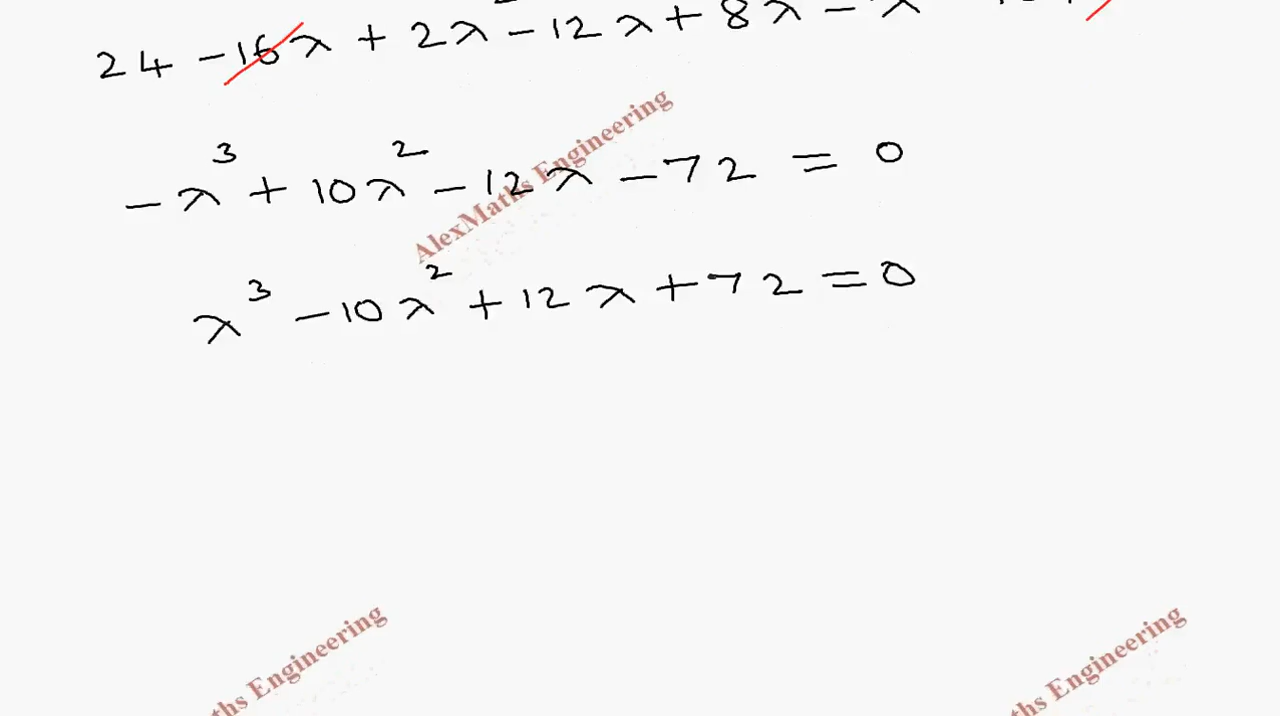 24 - 16λ + 2λ - 12λ + 8λ - λ
-λ³ + 10λ² - 12λ - 72 = 0
λ³ - 10λ² + 12λ + 72 = 0
AlexMaths Engineering
ths Engineering
ths Engineering